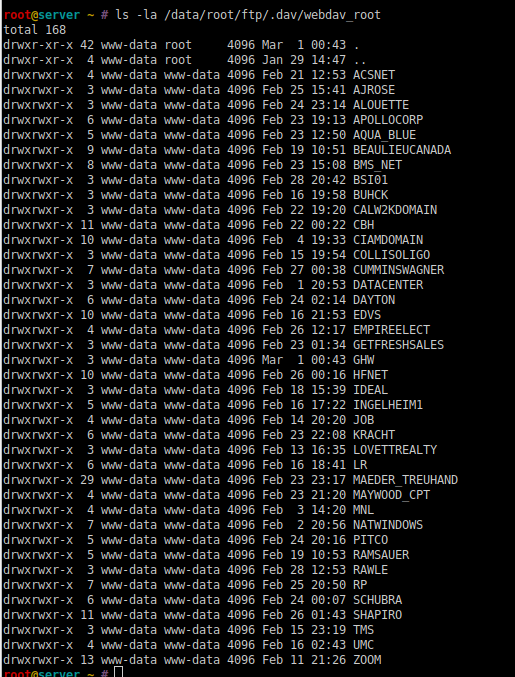 root@server ~ # ls -la /data/root/ftp/.dav/webdav_root
total 168
drwxr-xr-x 42 www-data root     4096 Mar  1 00:43 .
drwxr-xr-x  4 www-data root     4096 Jan 29 14:47 ..
drwxrwxr-x  4 www-data www-data 4096 Feb 21 12:53 ACSNET
drwxrwxr-x  3 www-data www-data 4096 Feb 25 15:41 AJROSE
drwxrwxr-x  3 www-data www-data 4096 Feb 24 23:14 ALOUETTE
drwxrwxr-x  6 www-data www-data 4096 Feb 23 19:13 APOLLOCORP
drwxrwxr-x  5 www-data www-data 4096 Feb 23 12:50 AQUA_BLUE
drwxrwxr-x  9 www-data www-data 4096 Feb 19 10:51 BEAULIEUCANADA
drwxrwxr-x  8 www-data www-data 4096 Feb 23 15:08 BMS_NET
drwxrwxr-x  3 www-data www-data 4096 Feb 28 20:42 BSI01
drwxrwxr-x  3 www-data www-data 4096 Feb 16 19:58 BUHCK
drwxrwxr-x  3 www-data www-data 4096 Feb 22 19:20 CALW2KDOMAIN
drwxrwxr-x 11 www-data www-data 4096 Feb 22 00:22 CBH
drwxrwxr-x 10 www-data www-data 4096 Feb  4 19:33 CIAMDOMAIN
drwxrwxr-x  3 www-data www-data 4096 Feb 15 19:54 COLLISOLIGO
drwxrwxr-x  7 www-data www-data 4096 Feb 27 00:38 CUMMINSWAGNER
drwxrwxr-x  3 www-data www-data 4096 Feb  1 20:53 DATACENTER
drwxrwxr-x  6 www-data www-data 4096 Feb 24 02:14 DAYTON
drwxrwxr-x 10 www-data www-data 4096 Feb 16 21:53 EDVS
drwxrwxr-x  4 www-data www-data 4096 Feb 26 12:17 EMPIREELECT
drwxrwxr-x  3 www-data www-data 4096 Feb 23 01:34 GETFRESHSALES
drwxrwxr-x  3 www-data www-data 4096 Mar  1 00:43 GHW
drwxrwxr-x 10 www-data www-data 4096 Feb 26 00:16 HFNET
drwxrwxr-x  3 www-data www-data 4096 Feb 18 15:39 IDEAL
drwxrwxr-x  5 www-data www-data 4096 Feb 16 17:22 INGELHEIM1
drwxrwxr-x  4 www-data www-data 4096 Feb 14 20:20 JOB
drwxrwxr-x  6 www-data www-data 4096 Feb 23 22:08 KRACHT
drwxrwxr-x  3 www-data www-data 4096 Feb 13 16:35 LOVETTREALTY
drwxrwxr-x  6 www-data www-data 4096 Feb 16 18:41 LR
drwxrwxr-x 29 www-data www-data 4096 Feb 23 23:17 MAEDER_TREUHAND
drwxrwxr-x  4 www-data www-data 4096 Feb 23 21:20 MAYWOOD_CPT
drwxrwxr-x  4 www-data www-data 4096 Feb  3 14:20 MNL
drwxrwxr-x  7 www-data www-data 4096 Feb  2 20:56 NATWINDOWS
drwxrwxr-x  5 www-data www-data 4096 Feb 24 20:16 PITCO
drwxrwxr-x  5 www-data www-data 4096 Feb 19 10:53 RAMSAUER
drwxrwxr-x  3 www-data www-data 4096 Feb 28 12:53 RAWLE
drwxrwxr-x  7 www-data www-data 4096 Feb 25 20:50 RP
drwxrwxr-x  6 www-data www-data 4096 Feb 24 00:07 SCHUBRA
drwxrwxr-x 11 www-data www-data 4096 Feb 26 01:43 SHAPIRO
drwxrwxr-x  3 www-data www-data 4096 Feb 15 23:19 TMS
drwxrwxr-x  4 www-data www-data 4096 Feb 16 02:43 UMC
drwxrwxr-x 13 www-data www-data 4096 Feb 11 21:26 ZOOM
root@server ~ #